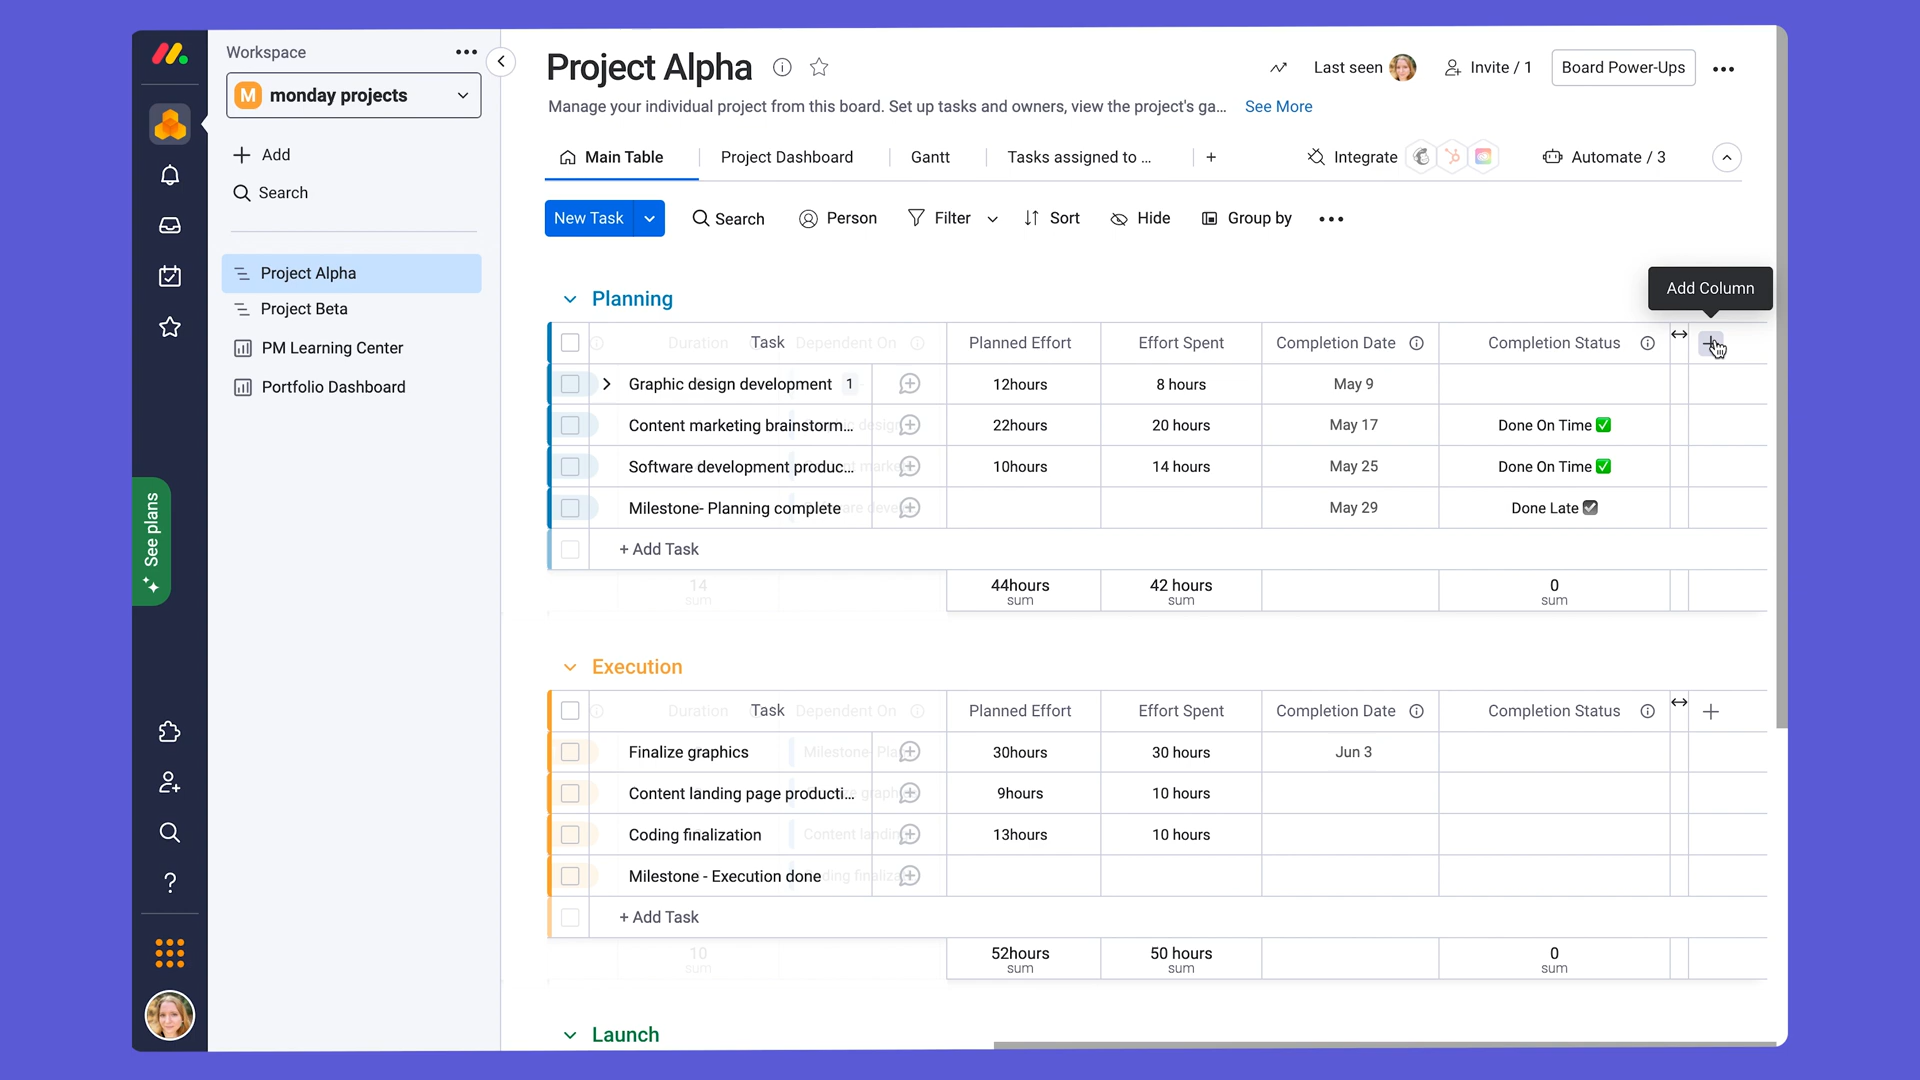 Workspace
M monday projects
Add
Search
Project Alpha
Project Beta
PM Learning Center
Portfolio Dashboard
See plans
Project Alpha
Last seen
Invite / 1
Board Power-Ups
Manage your individual project from this board. Set up tasks and owners, view the project's ga... See More
Main Table
Project Dashboard
Gantt
Tasks assigned to ...
+
Integrate
Automate / 3
New Task
Search
Person
Filter
Sort
Hide
Group by
Add Column
Planning
Duration Task Dependent On Planned Effort Effort Spent Completion Date Completion Status
Graphic design development 1 12hours 8 hours May 9
Content marketing brainstorm... 22hours 20 hours May 17 Done On Time ✅
Software development produc... 10hours 14 hours May 25 Done On Time ✅
Milestone- Planning complete May 29 Done Late ☑
+ Add Task
14 44hours 42 hours 0
sum sum sum sum
Execution
Duration Task Dependent On Planned Effort Effort Spent Completion Date Completion Status
Finalize graphics 30hours 30 hours Jun 3
Content landing page producti... 9hours 10 hours
Coding finalization 13hours 10 hours
Milestone - Execution done
+ Add Task
10 52hours 50 hours 0
sum sum sum sum
Launch